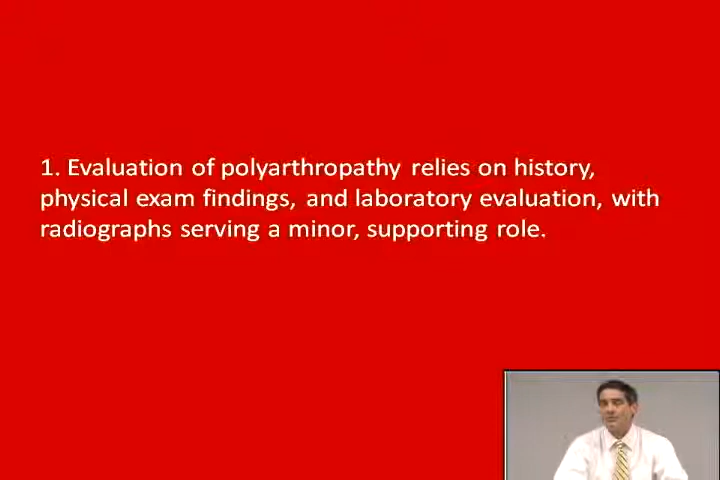 1. Evaluation of polyarthropathy relies on history,
physical exam findings, and laboratory evaluation, with
radiographs serving a minor, supporting role.